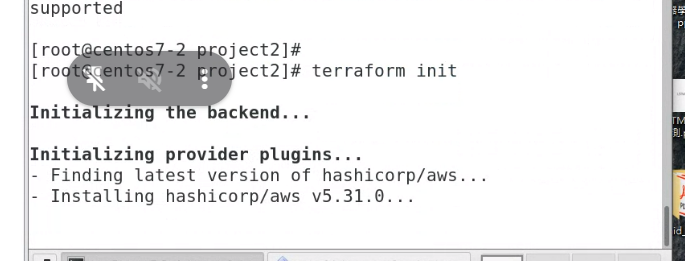 supported
[root@centos7-2 project2]#
[root@centos7-2 project2]# terraform init
Initializing the backend...
Initializing provider plugins...
- Finding latest version of hashicorp/aws...
- Installing hashicorp/aws v5.31.0...